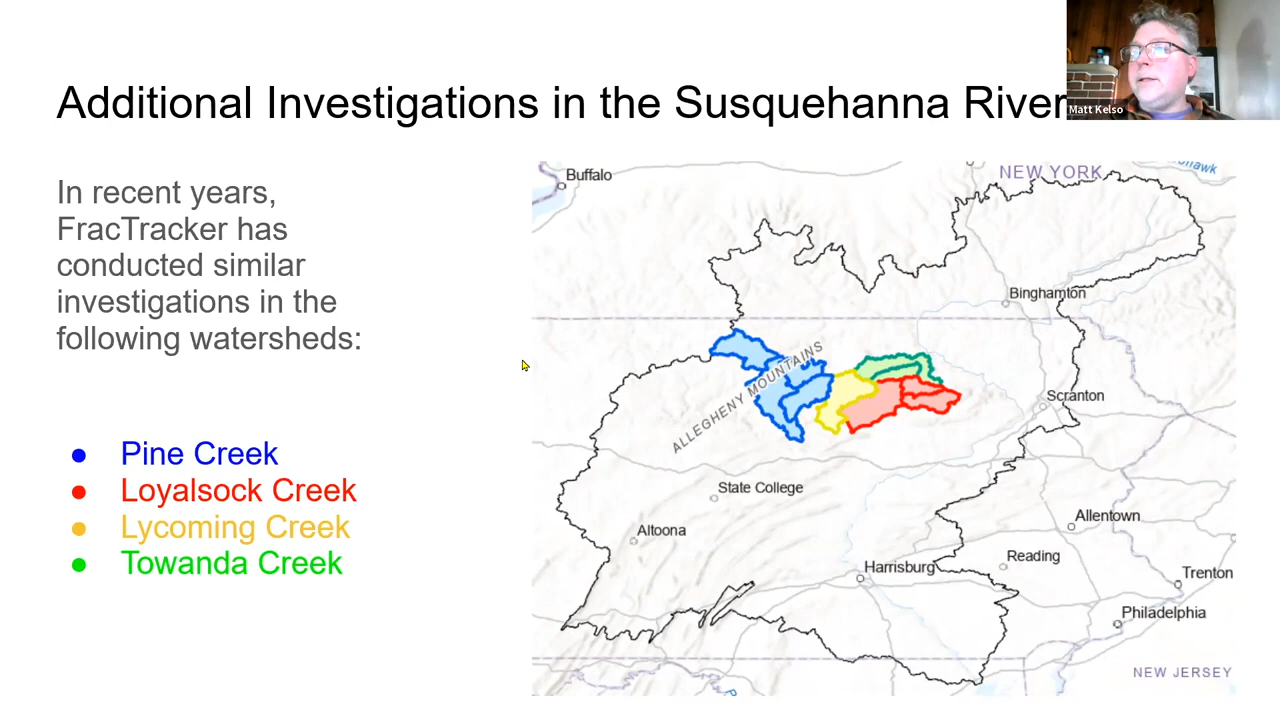 Additional Investigations in the Susquehanna River
Matt Kelso
In recent years,
FracTracker has
conducted similar
investigations in the
following watersheds:
● Pine Creek
● Loyalsock Creek
● Lycoming Creek
● Towanda Creek
Buffalo
NEW YORK
Binghamton
ALLEGHENY MOUNTAINS
Scranton
State College
Altoona
Allentown
Reading
Harrisburg
Trenton
Philadelphia
NEW JERSEY